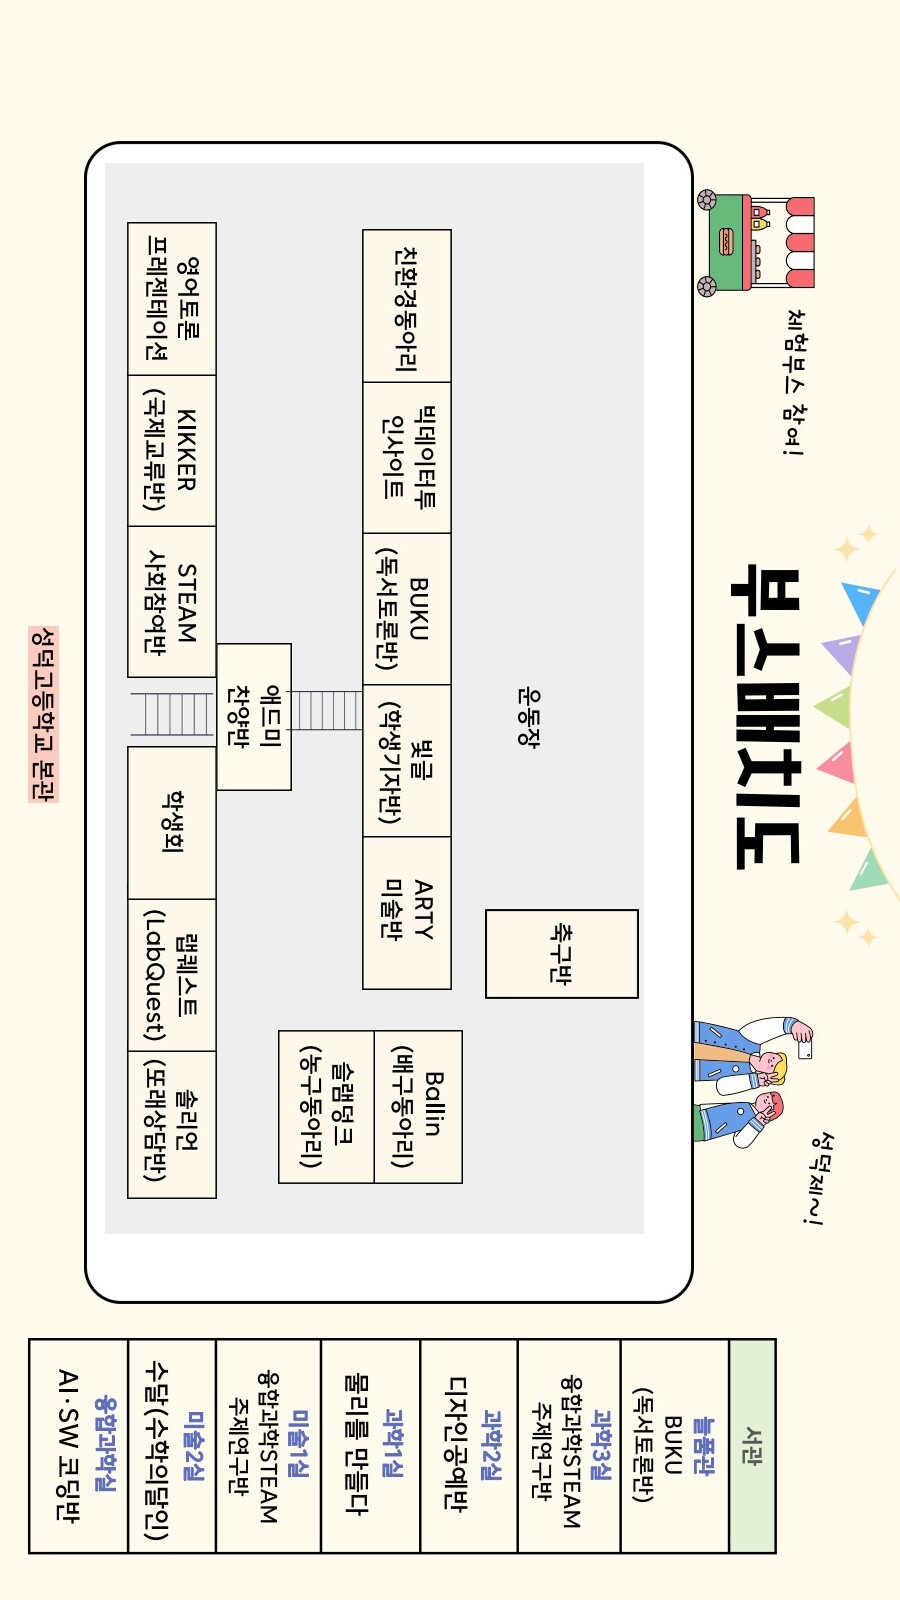 체험부스 참여!
부스배치도
성덕제~!
운동장
축구반
친환경동아리
빅데이터투
인사이트
BUKU
(독서토론반)
빛글
(학생기자반)
ARTY
미술반
Ballin
(배구동아리)
슬램덩크
(농구동아리)
애드미
찬양반
영어토론
프레젠테이션
KIKKER
(국제교류반)
STEAM
사회참여반
학생회
랩퀘스트
(LabQuest)
솔리언
(또래상담반)
성덕고등학교 본관
서관
늘품관
BUKU
(독서토론반)
과학3실
융합과학STEAM
주제연구반
과학2실
디자인공예반
과학1실
물리를 만들다
미술1실
융합과학STEAM
주제연구반
미술2실
수달(수학의달인)
융합과학실
AI·SW 코딩반